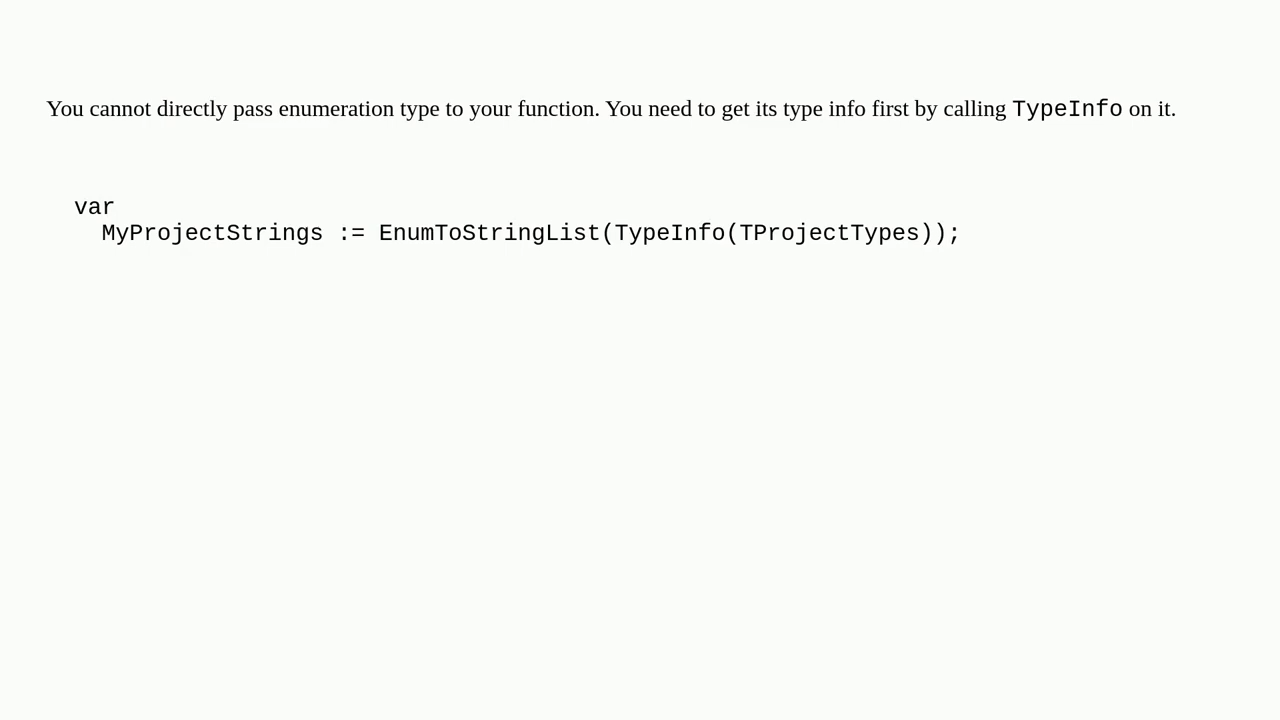 You cannot directly pass enumeration type to your function. You need to get its type info first by calling TypeInfo on it.
var
  MyProjectStrings := EnumToStringList(TypeInfo(TProjectTypes));